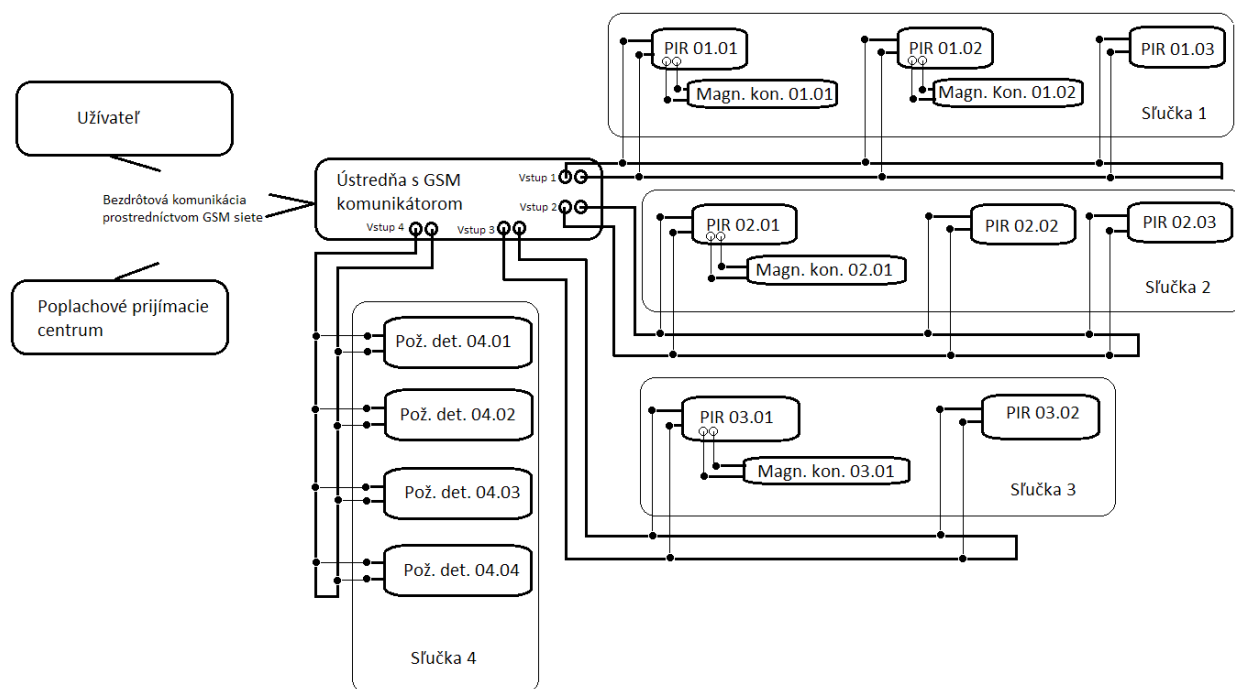 PIR 01.01
PIR 01.02
PIR 01.03
Magn. kon. 01.01
Magn. Kon. 01.02
Sľučka 1
Užívateľ
Bezdrôtová komunikácia
prostredníctvom GSM siete
Poplachové prijímacie
centrum
Ústredňa s GSM
komunikátorom
Vstup 1
Vstup 2
Vstup 4
Vstup 3
PIR 02.01
PIR 02.02
PIR 02.03
Magn. kon. 02.01
Sľučka 2
PIR 03.01
PIR 03.02
Magn. kon. 03.01
Sľučka 3
Pož. det. 04.01
Pož. det. 04.02
Pož. det. 04.03
Pož. det. 04.04
Sľučka 4